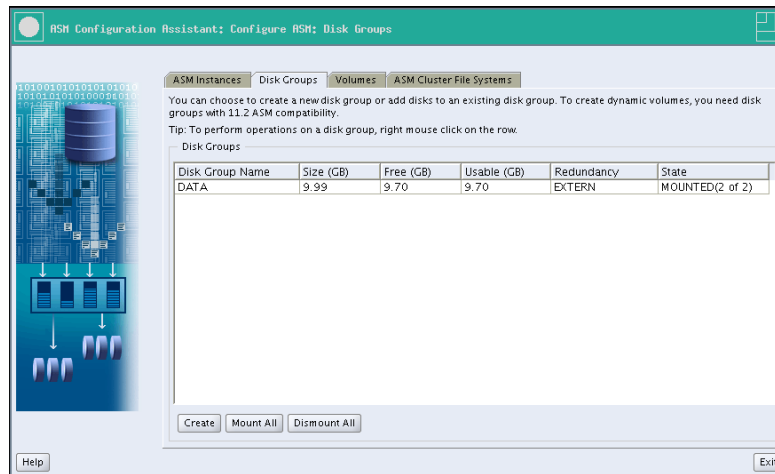 ASM Configuration Assistant: Configure ASM: Disk Groups
ASM Instances Disk Groups Volumes ASM Cluster File Systems
You can choose to create a new disk group or add disks to an existing disk group. To create dynamic volumes, you need disk
groups with 11.2 ASM compatibility.
Tip: To perform operations on a disk group, right mouse click on the row.
Disk Groups
Disk Group Name Size (GB) Free (GB) Usable (GB) Redundancy State
DATA 9.99 9.70 9.70 EXTERN MOUNTED(2 of 2)
Create Mount All Dismount All
Help Exi